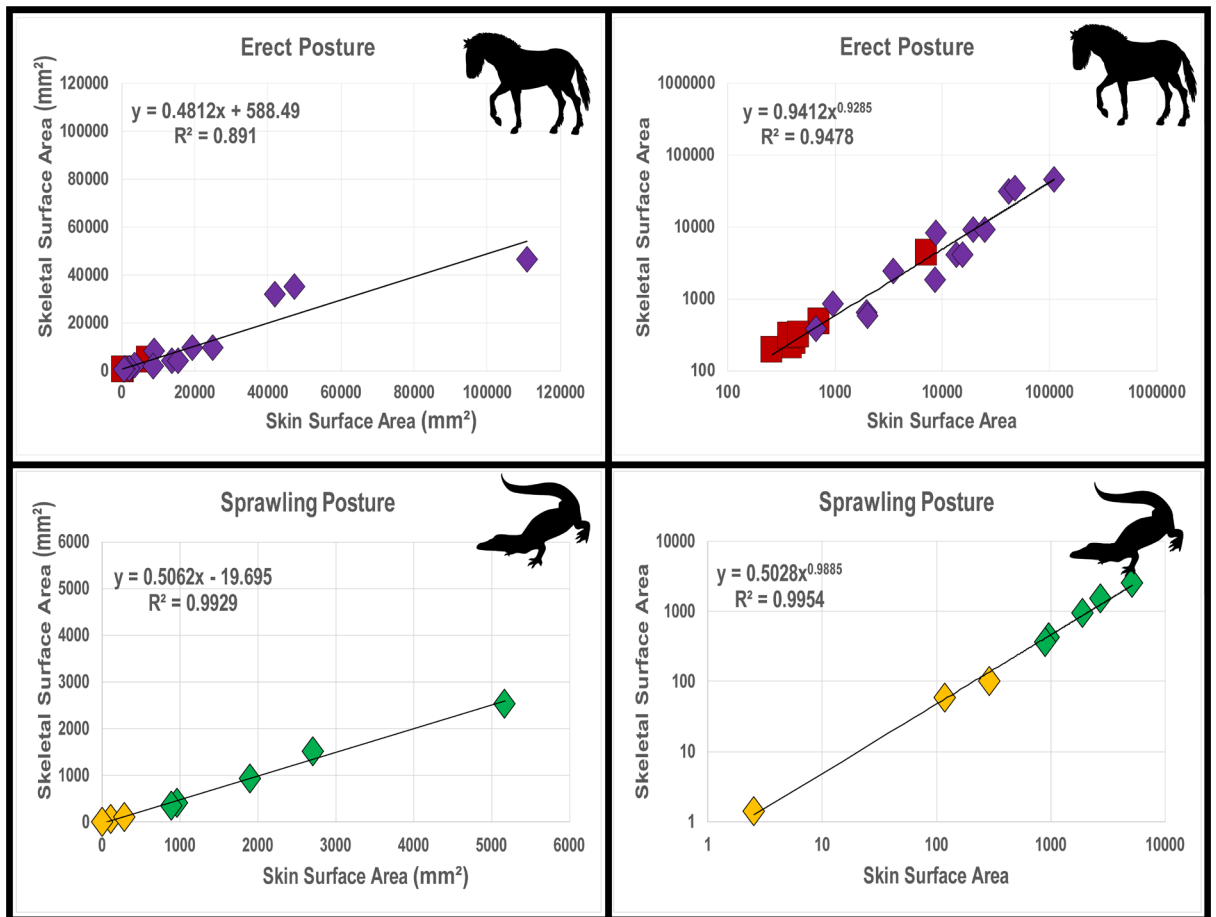 Erect Posture
Skeletal Surface Area (mm²)
120000
100000
80000
60000
40000
20000
0
y = 0.4812x + 588.49
R² = 0.891
0 20000 40000 60000 80000 100000 120000
Skin Surface Area (mm²)
Erect Posture
Skeletal Surface Area
1000000
100000
10000
1000
100
y = 0.9412x^0.9285
R² = 0.9478
100 1000 10000 100000 1000000
Skin Surface Area
Sprawling Posture
Skeletal Surface Area (mm²)
6000
5000
4000
3000
2000
1000
0
y = 0.5062x - 19.695
R² = 0.9929
0 1000 2000 3000 4000 5000 6000
Skin Surface Area (mm²)
Sprawling Posture
Skeletal Surface Area
10000
1000
100
10
1
y = 0.5028x^0.9885
R² = 0.9954
1 10 100 1000 10000
Skin Surface Area